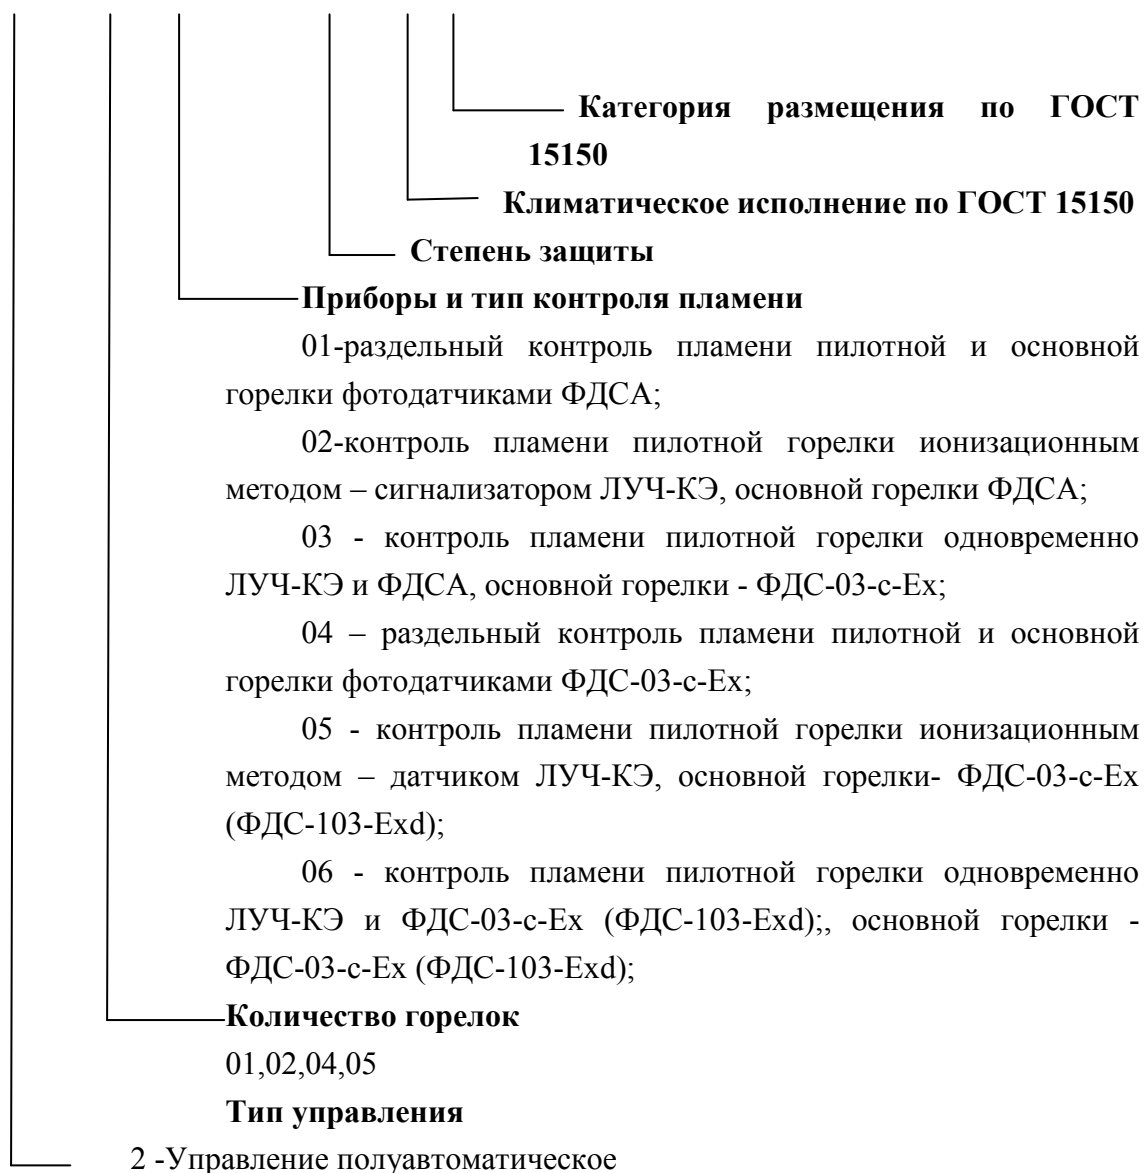 Категория размещения по ГОСТ
15150
Климатическое исполнение по ГОСТ 15150
Степень защиты
Приборы и тип контроля пламени
01-раздельный контроль пламени пилотной и основной
горелки фотодатчиками ФДСА;
02-контроль пламени пилотной горелки ионизационным
методом – сигнализатором ЛУЧ-КЭ, основной горелки ФДСА;
03 - контроль пламени пилотной горелки одновременно
ЛУЧ-КЭ и ФДСА, основной горелки - ФДС-03-с-Ех;
04 – раздельный контроль пламени пилотной и основной
горелки фотодатчиками ФДС-03-с-Ех;
05 - контроль пламени пилотной горелки ионизационным
методом – датчиком ЛУЧ-КЭ, основной горелки- ФДС-03-с-Ех
(ФДС-103-Exd);
06 - контроль пламени пилотной горелки одновременно
ЛУЧ-КЭ и ФДС-03-с-Ех (ФДС-103-Exd);, основной горелки -
ФДС-03-с-Ех (ФДС-103-Exd);
Количество горелок
01,02,04,05
Тип управления
2 -Управление полуавтоматическое